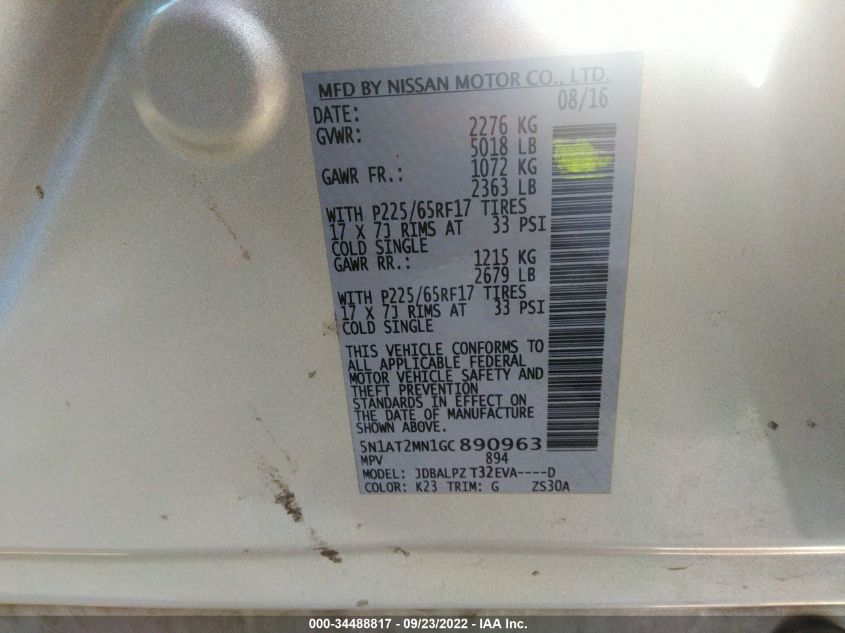 MFD BY NISSAN MOTOR CO., LTD.
DATE: 08/16
GVWR: 2276 KG
5018 LB
GAWR FR.: 1072 KG
2363 LB
WITH P225/65RF17 TIRES
17 X 7J RIMS AT 33 PSI
COLD SINGLE
GAWR RR.: 1215 KG
2679 LB
WITH P225/65RF17 TIRES
17 X 7J RIMS AT 33 PSI
COLD SINGLE
THIS VEHICLE CONFORMS TO
ALL APPLICABLE FEDERAL
MOTOR VEHICLE SAFETY AND
THEFT PREVENTION
STANDARDS IN EFFECT ON
THE DATE OF MANUFACTURE
SHOWN ABOVE.
5N1AT2MN1GC890963
MPV 894
MODEL: JDBALPZ T32EVA----D
COLOR: K23 TRIM: G ZS30A
000-34488817 - 09/23/2022 - IAA Inc.